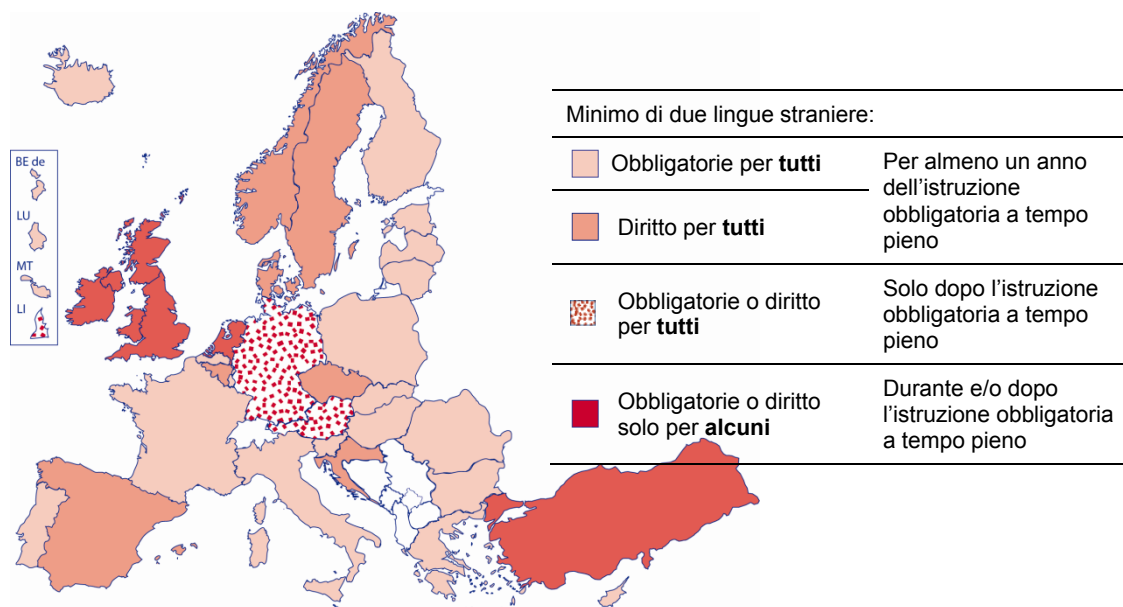 BE de
LU
MT
LI
Minimo di due lingue straniere:
Obbligatorie per tutti
Diritto per tutti
Per almeno un anno
dell’istruzione
obbligatoria a tempo
pieno
Obbligatorie o diritto
per tutti
Solo dopo l’istruzione
obbligatoria a tempo
pieno
Obbligatorie o diritto
solo per alcuni
Durante e/o dopo
l’istruzione obbligatoria
a tempo pieno